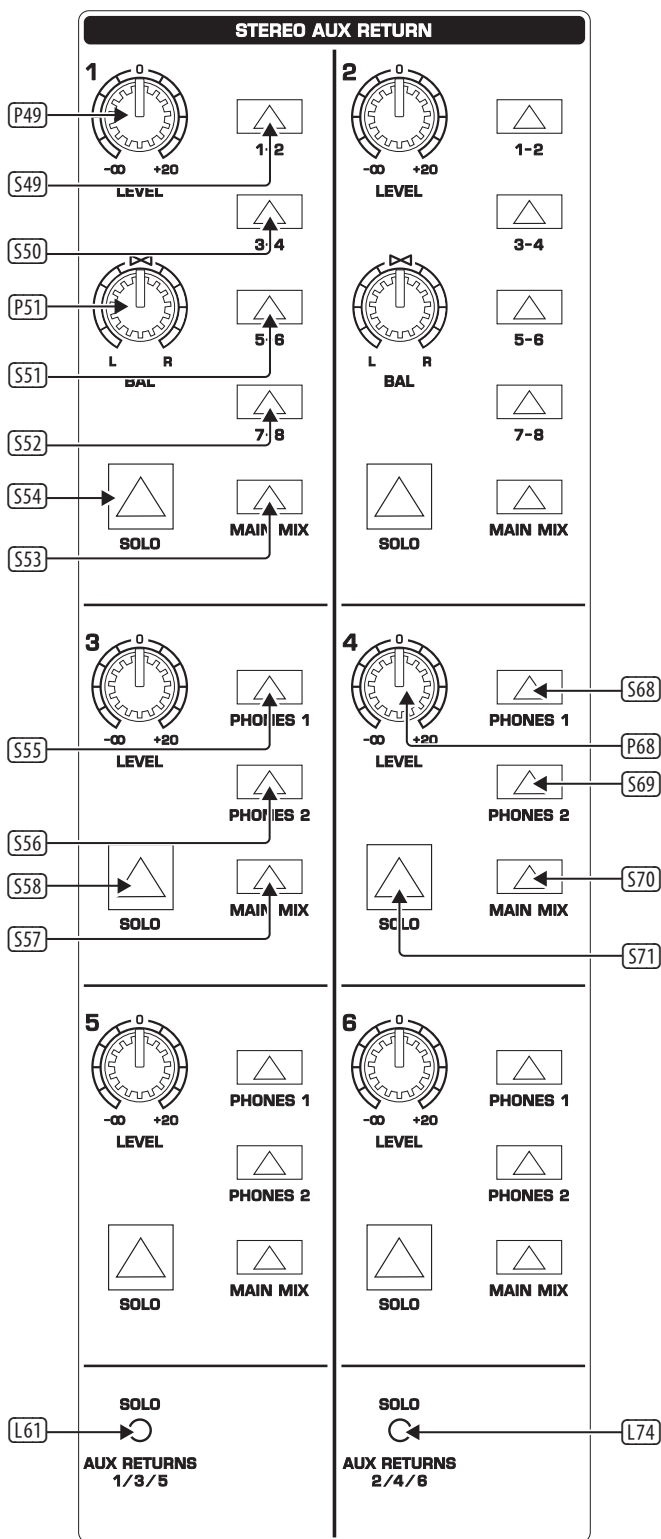 STEREO AUX RETURN
1
0
-∞ +20
LEVEL
P49
1-2
S49
3-4
S50
P51
L R
BAL
5-6
S51
7-8
S52
S54
SOLO
MAIN MIX
S53
2
0
-∞ +20
LEVEL
1-2
3-4
L R
BAL
5-6
7-8
SOLO
MAIN MIX
3
0
-∞ +20
LEVEL
PHONES 1
S55
PHONES 2
S56
S58
SOLO
MAIN MIX
S57
4
0
-∞ +20
LEVEL
S68
PHONES 1
P68
S69
PHONES 2
S70
SOLO
MAIN MIX
S71
5
0
-∞ +20
LEVEL
PHONES 1
PHONES 2
SOLO
MAIN MIX
6
0
-∞ +20
LEVEL
PHONES 1
PHONES 2
SOLO
MAIN MIX
SOLO
L61
AUX RETURNS
1/3/5
SOLO
L74
AUX RETURNS
2/4/6